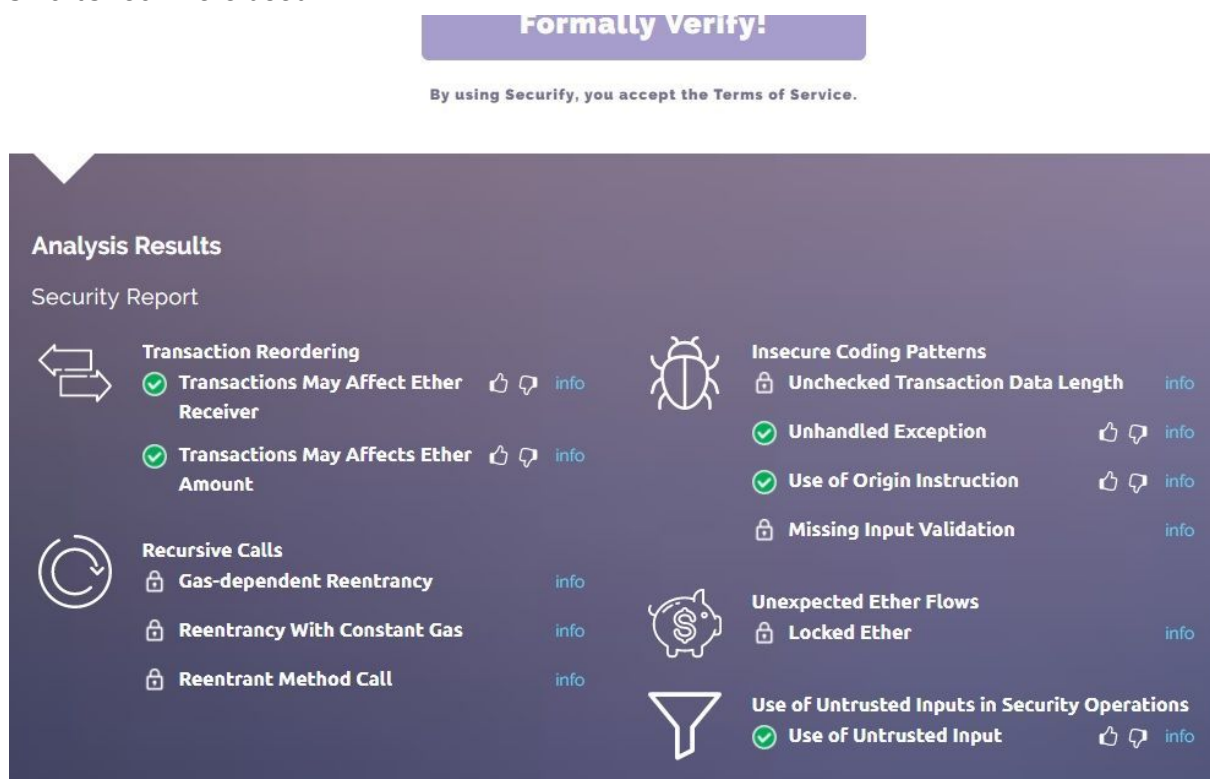 Formally Verify!
By using Securify, you accept the Terms of Service.
Analysis Results
Security Report
Transaction Reordering
Transactions May Affect Ether info
Receiver
Transactions May Affects Ether info
Amount
Recursive Calls
Gas-dependent Reentrancy info
Reentrancy With Constant Gas info
Reentrant Method Call info
Insecure Coding Patterns
Unchecked Transaction Data Length info
Unhandled Exception info
Use of Origin Instruction info
Missing Input Validation info
Unexpected Ether Flows
$
Locked Ether info
Use of Untrusted Inputs in Security Operations
Use of Untrusted Input info